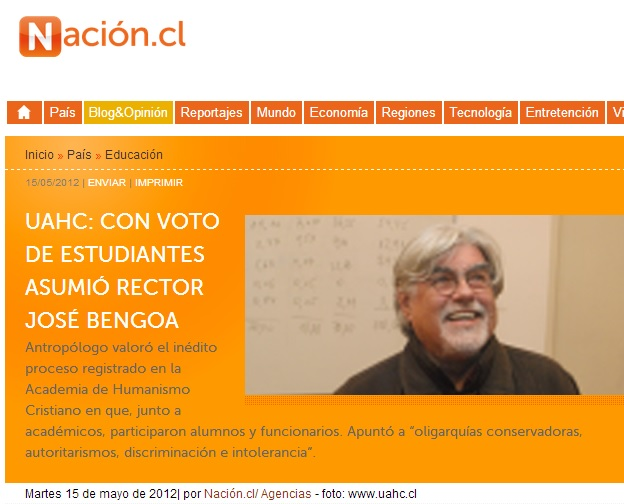 Nación.cl
País Blog&Opinión Reportajes Mundo Economía Regiones Tecnología Entretención Vi
Inicio » País » Educación
15/05/2012 | ENVIAR | IMPRIMIR
UAHC: CON VOTO
DE ESTUDIANTES
ASUMIÓ RECTOR
JOSÉ BENGOA
Antropólogo valoró el inédito
proceso registrado en la
Academia de Humanismo
Cristiano en que, junto a
académicos, participaron alumnos y funcionarios. Apuntó a "oligarquías conservadoras,
autoritarismos, discriminación e intolerancia".
Martes 15 de mayo de 2012| por Nación.cl/ Agencias - foto: www.uahc.cl